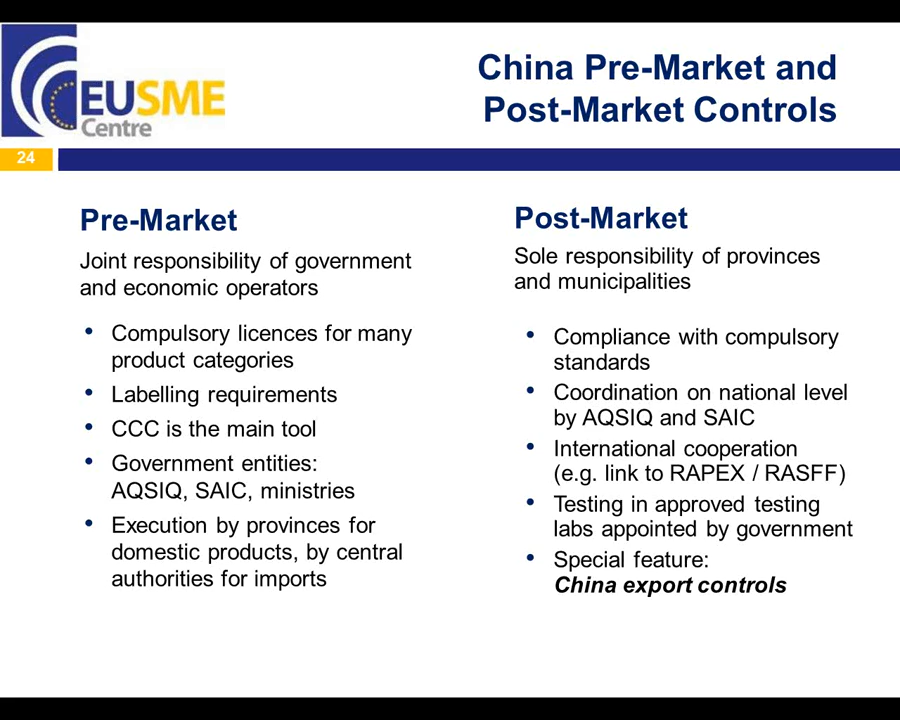 EUSME
Centre
China Pre-Market and
Post-Market Controls
24
Pre-Market
Joint responsibility of government
and economic operators
• Compulsory licences for many
product categories
• Labelling requirements
• CCC is the main tool
• Government entities:
AQSIQ, SAIC, ministries
• Execution by provinces for
domestic products, by central
authorities for imports
Post-Market
Sole responsibility of provinces
and municipalities
• Compliance with compulsory
standards
• Coordination on national level
by AQSIQ and SAIC
• International cooperation
(e.g. link to RAPEX / RASFF)
• Testing in approved testing
labs appointed by government
• Special feature:
China export controls